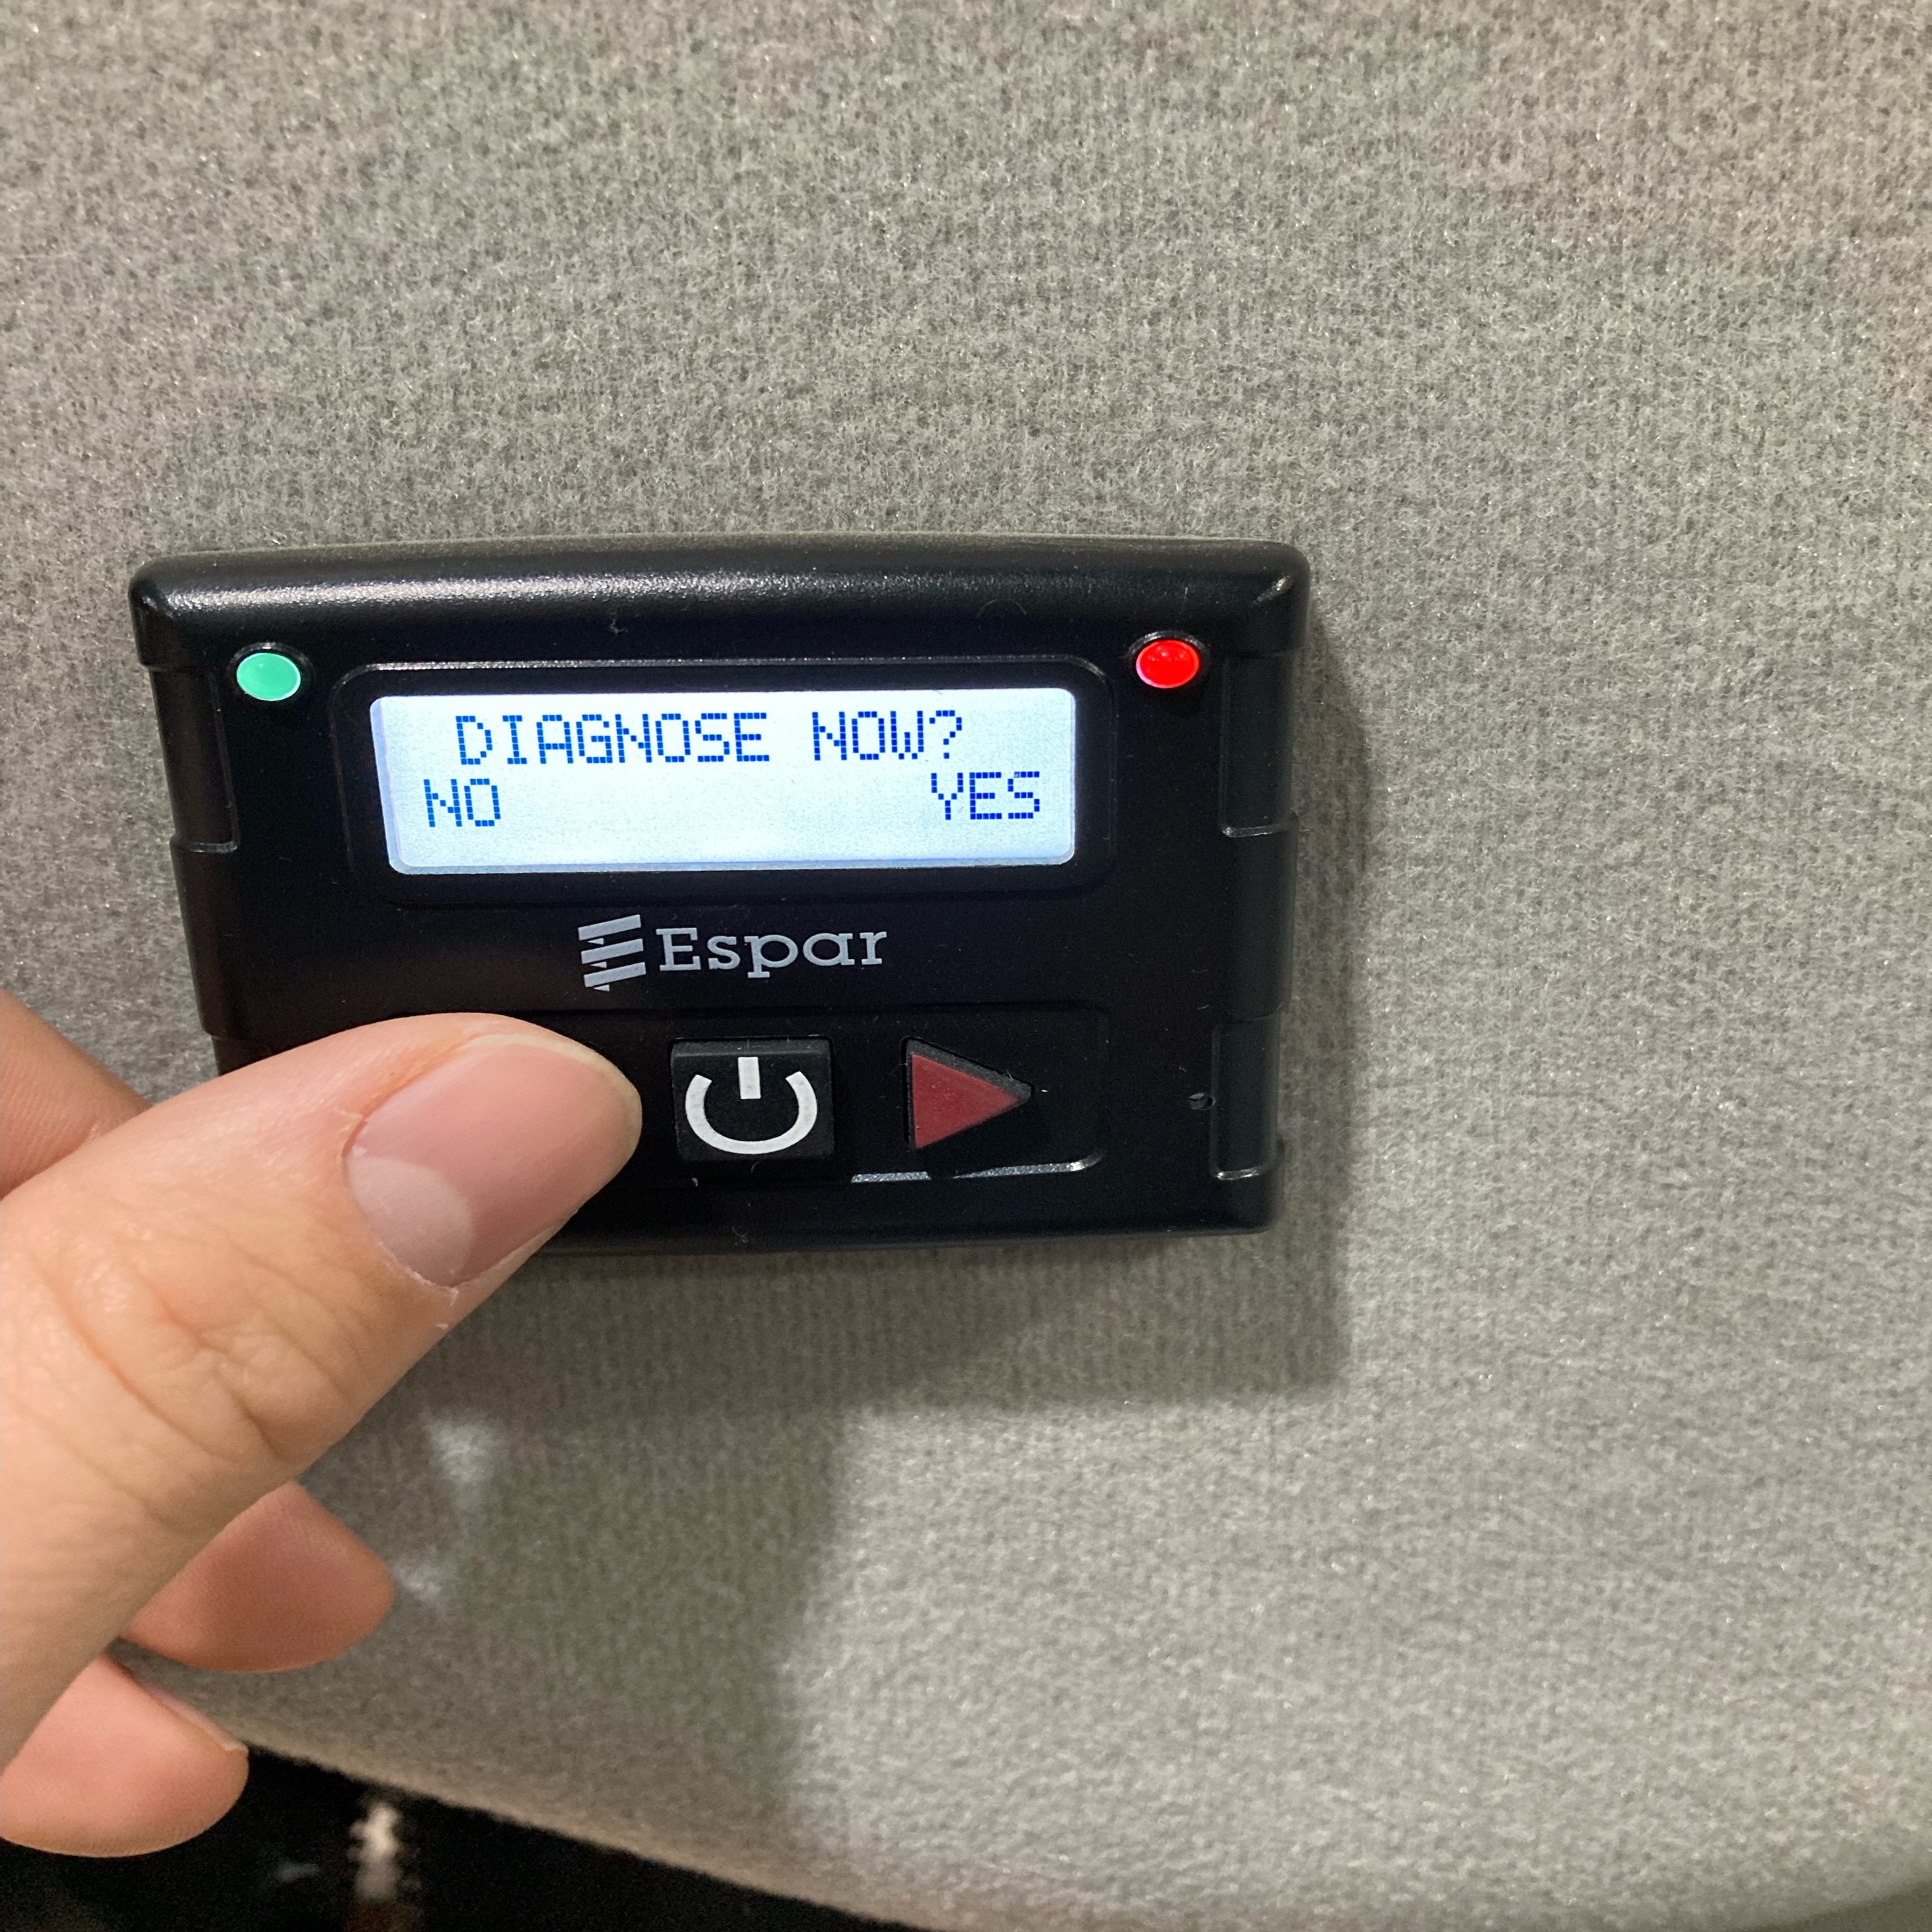 DIAGNOSE NOW?
NO YES
Espar